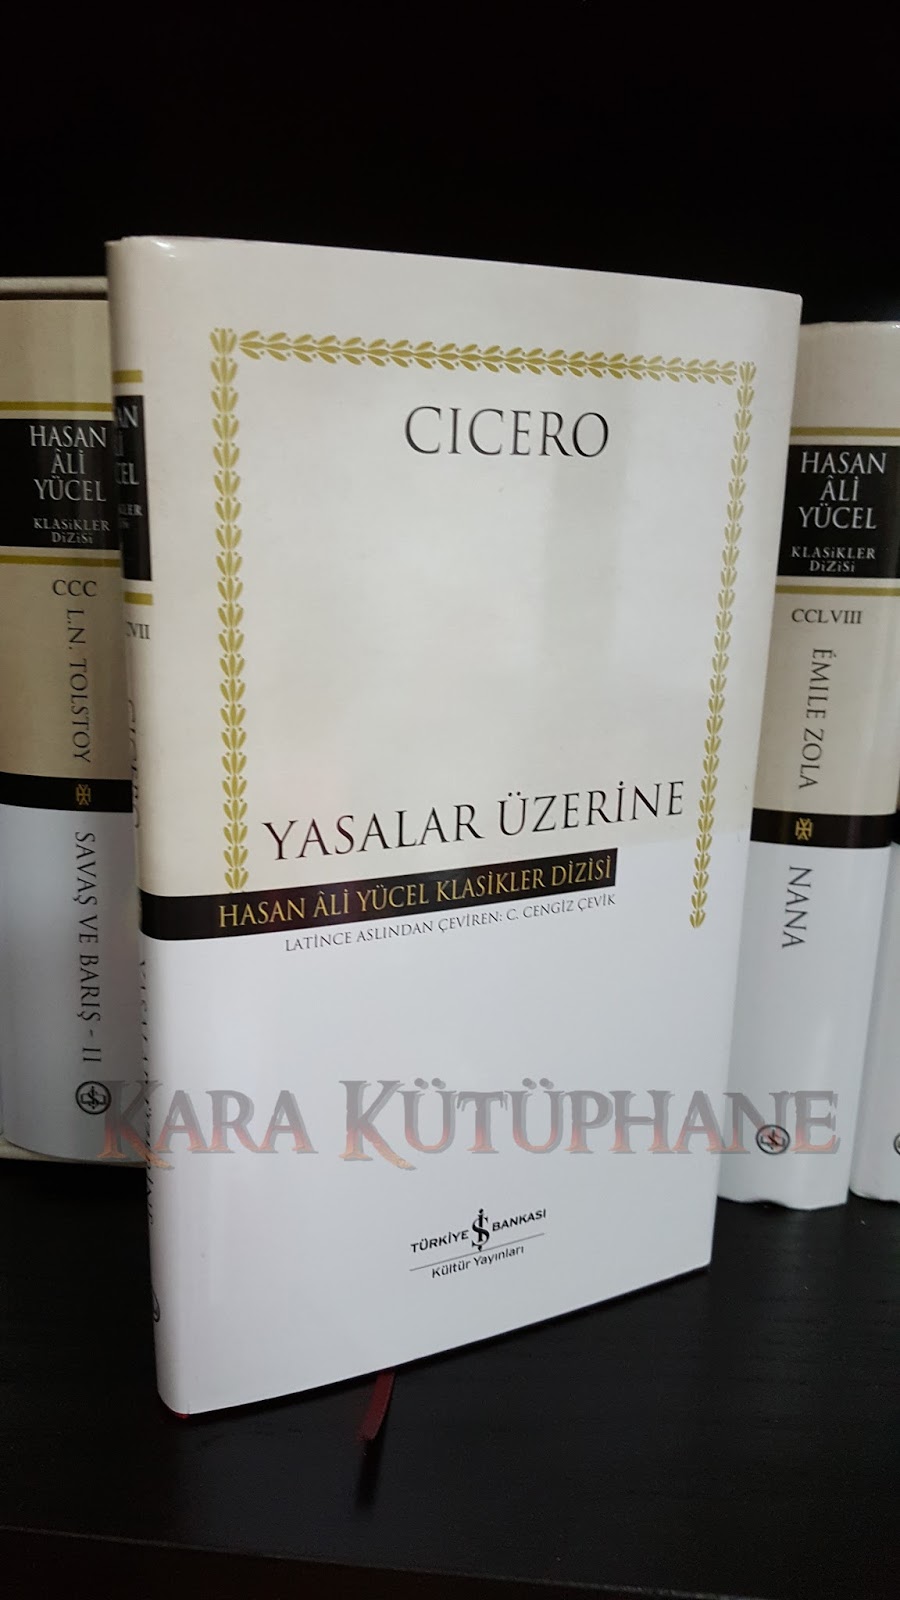 CICERO
YASALAR ÜZERİNE
HASAN ÂLİ YÜCEL KLASİKLER DİZİSİ
LATİNCE ASLINDAN ÇEVİREN: C. CENGİZ ÇEVİK
TÜRKİYE İŞ BANKASI
Kültür Yayınları
HASAN
ÂLİ
YÜCEL
KLASİKLER
DİZİSİ
CCC
L.N. TOLSTOY
SAVAŞ VE BARIŞ - II
HASAN
ÂLİ
YÜCEL
KLASİKLER
DİZİSİ
CCLVIII
ÉMILE ZOLA
NANA
KARA KÜTÜPHANE